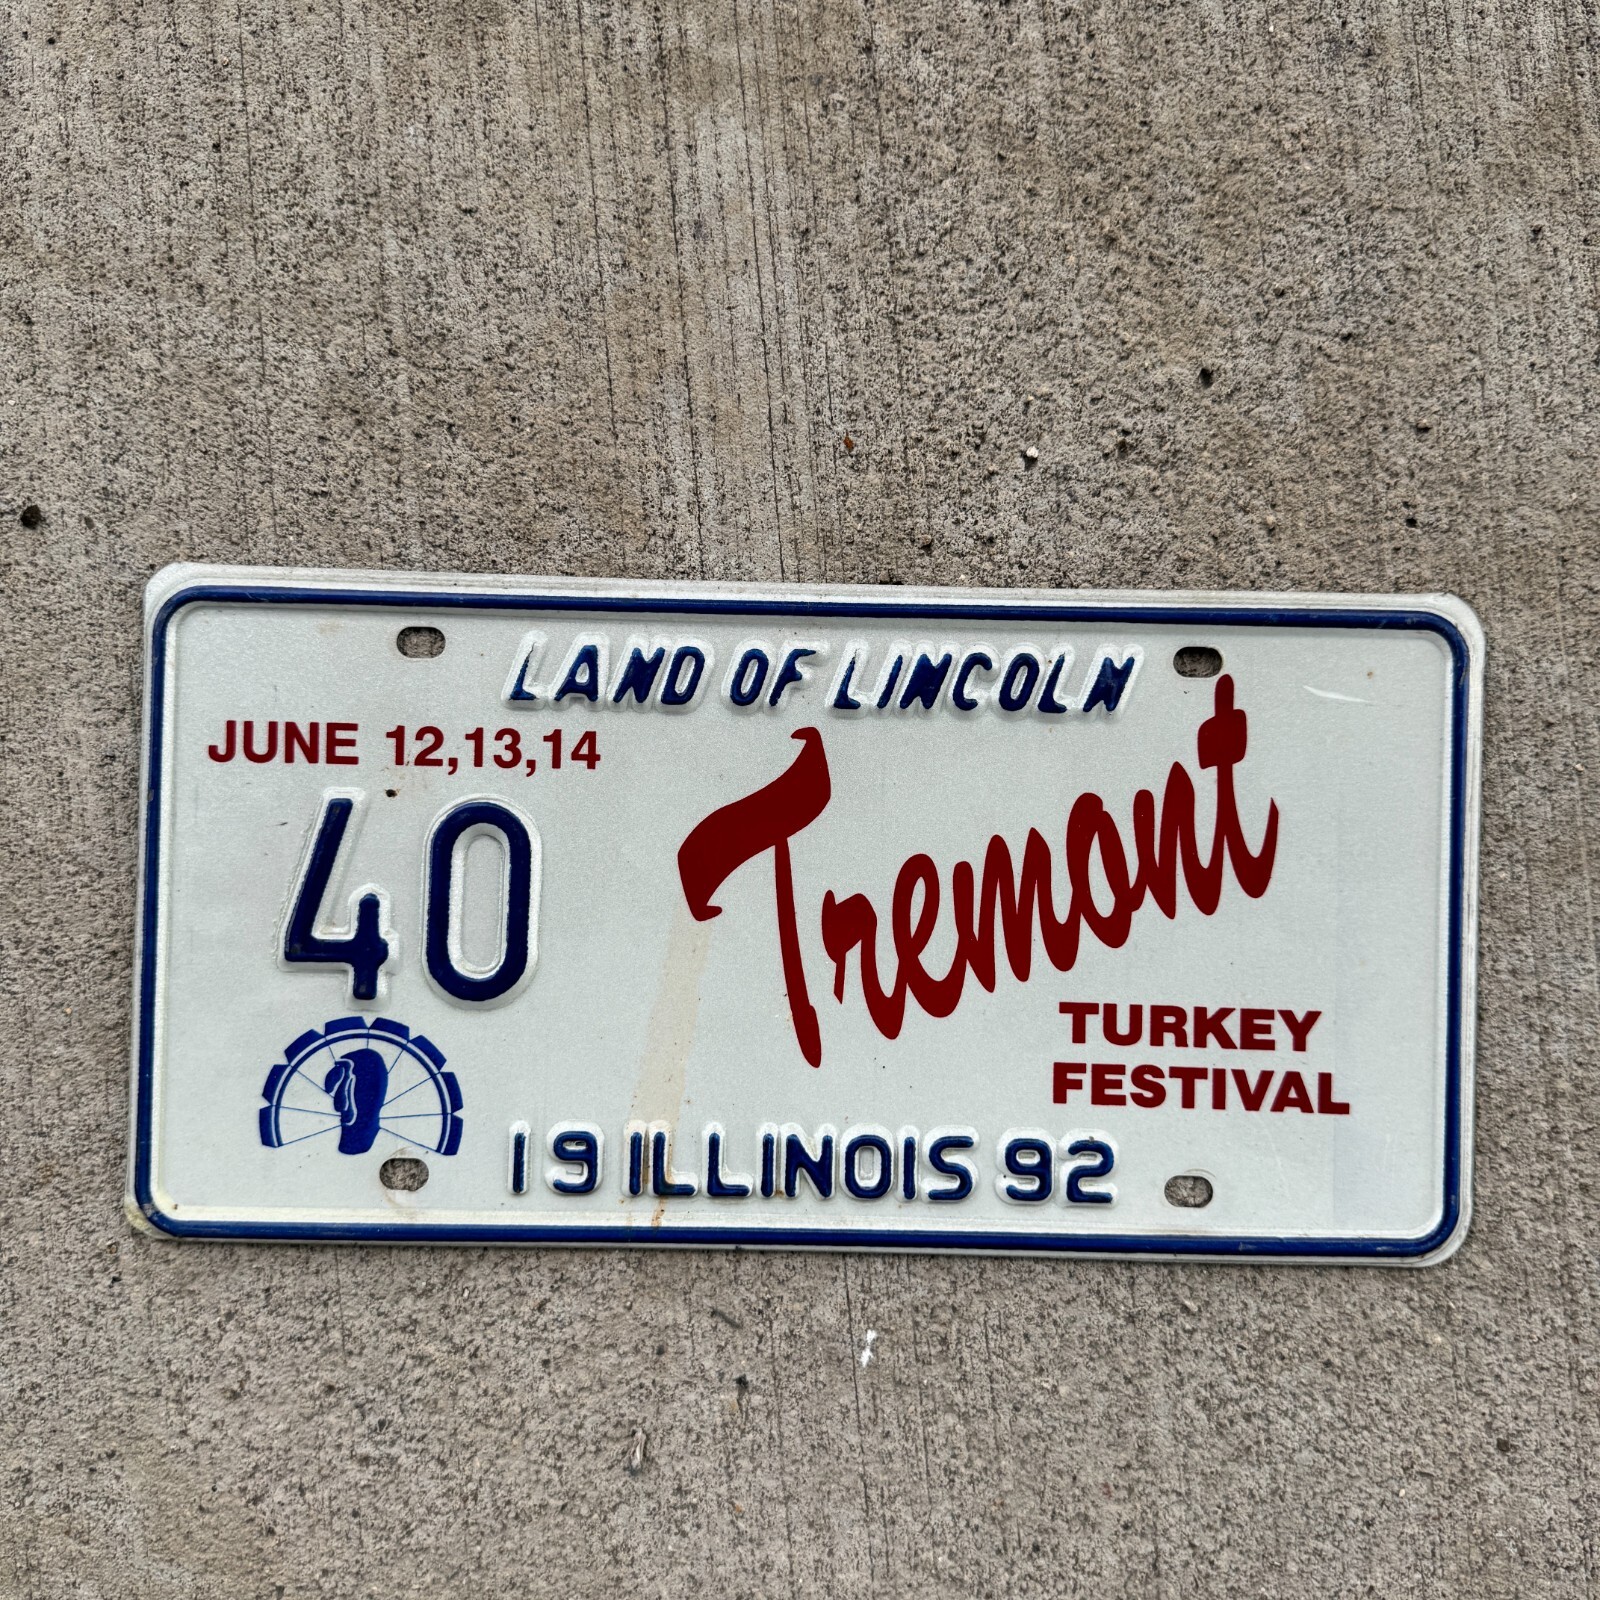 LAND OF LINCOLN
JUNE 12,13,14
40
Tremont
TURKEY
FESTIVAL
19 ILLINOIS 92